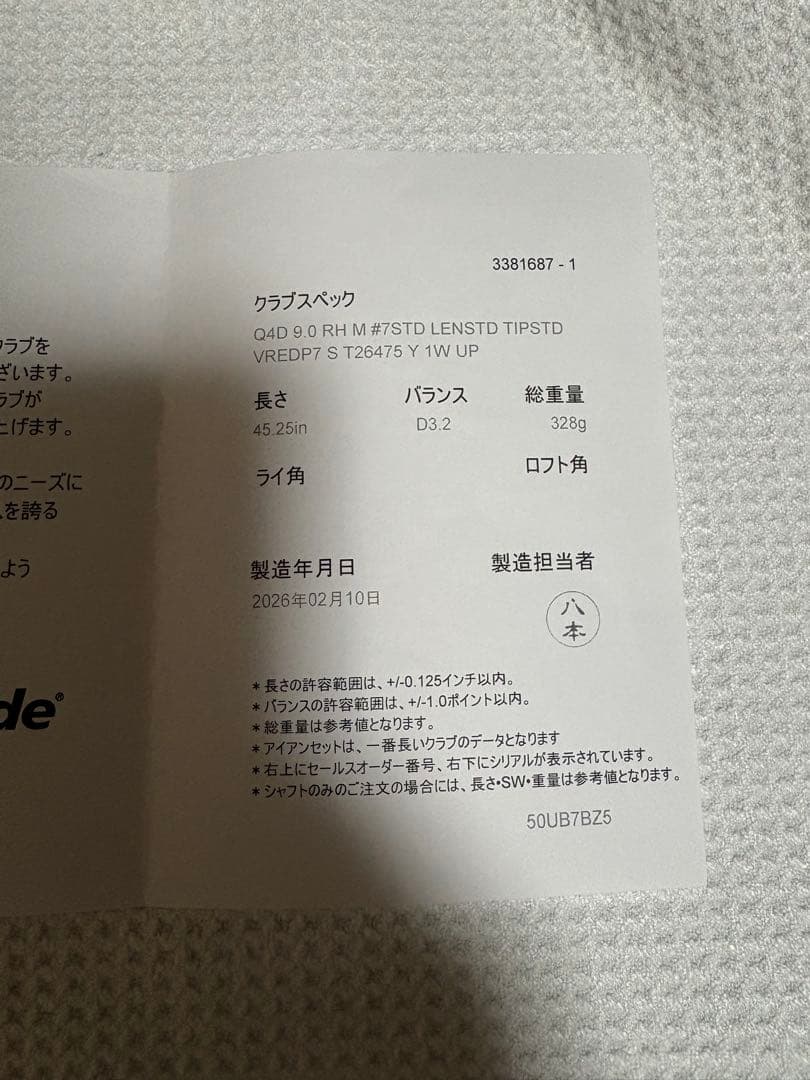 3381687 - 1
クラブスペック
Q4D 9.0 RH M #7STD LENSTD TIPSTD
VREDP7 S T26475 Y 1W UP
長さ バランス 総重量
45.25in D3.2 328g
ライ角 ロフト角
製造年月日 製造担当者
2026年02月10日
八本
＊長さの許容範囲は、+/-0.125インチ以内。
＊バランスの許容範囲は、+/-1.0ポイント以内。
＊総重量は参考値となります。
＊アイアンセットは、一番長いクラブのデータとなります
＊右上にセールスオーダー番号、右下にシリアルが表示されています。
＊シャフトのみのご注文の場合には、長さ・SW・重量は参考値となります。
50UB7BZ5
ラブを
ざいます。
ラブが
上げます。
のニーズに
を誇る
よう
de®